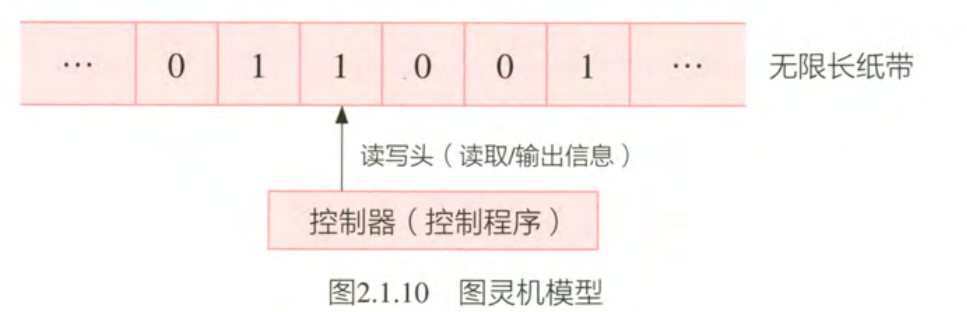 … 0 1 1 0 0 1 … 无限长纸带
读写头（读取/输出信息）
控制器（控制程序）
图2.1.10 图灵机模型